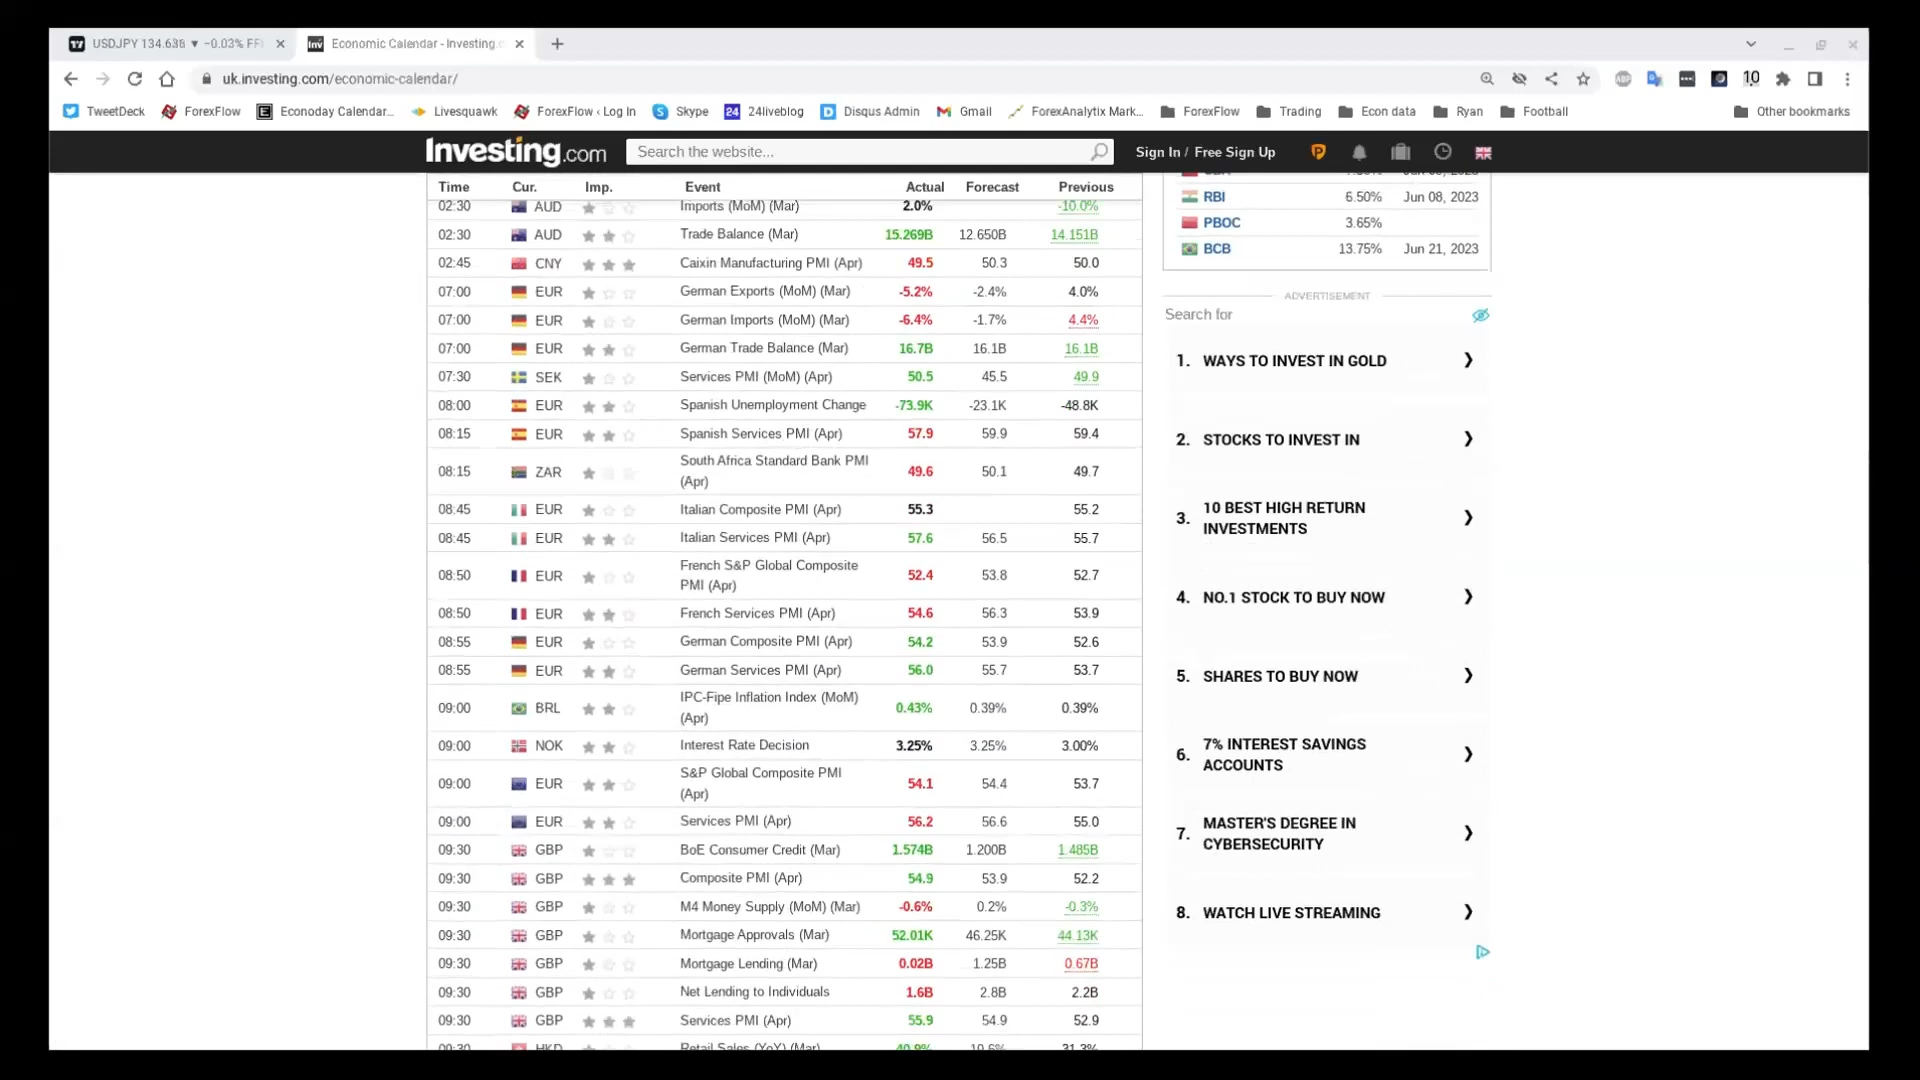 USDJPY 134.638 ▼ −0.03% FF
Economic Calendar - Investing.c
uk.investing.com/economic-calendar/
10
TweetDeck ForexFlow Econoday Calendar... Livesquawk ForexFlow ‹ Log In Skype 24liveblog Disqus Admin Gmail ForexAnalytix Mark... ForexFlow Trading Econ data Ryan Football Other bookmarks
Investing.com Search the website... Sign In / Free Sign Up
Time Cur. Imp. Event Actual Forecast Previous
02:30 AUD Imports (MoM) (Mar) 2.0% -10.0%
02:30 AUD Trade Balance (Mar) 15.269B 12.650B 14.151B
02:45 CNY Caixin Manufacturing PMI (Apr) 49.5 50.3 50.0
07:00 EUR German Exports (MoM) (Mar) -5.2% -2.4% 4.0%
07:00 EUR German Imports (MoM) (Mar) -6.4% -1.7% 4.4%
07:00 EUR German Trade Balance (Mar) 16.7B 16.1B 16.1B
07:30 SEK Services PMI (MoM) (Apr) 50.5 45.5 49.9
08:00 EUR Spanish Unemployment Change -73.9K -23.1K -48.8K
08:15 EUR Spanish Services PMI (Apr) 57.9 59.9 59.4
08:15 ZAR South Africa Standard Bank PMI
(Apr) 49.6 50.1 49.7
08:45 EUR Italian Composite PMI (Apr) 55.3 55.2
08:45 EUR Italian Services PMI (Apr) 57.6 56.5 55.7
08:50 EUR French S&P Global Composite
PMI (Apr) 52.4 53.8 52.7
08:50 EUR French Services PMI (Apr) 54.6 56.3 53.9
08:55 EUR German Composite PMI (Apr) 54.2 53.9 52.6
08:55 EUR German Services PMI (Apr) 56.0 55.7 53.7
09:00 BRL IPC-Fipe Inflation Index (MoM)
(Apr) 0.43% 0.39% 0.39%
09:00 NOK Interest Rate Decision 3.25% 3.25% 3.00%
09:00 EUR S&P Global Composite PMI
(Apr) 54.1 54.4 53.7
09:00 EUR Services PMI (Apr) 56.2 56.6 55.0
09:30 GBP BoE Consumer Credit (Mar) 1.574B 1.200B 1.485B
09:30 GBP Composite PMI (Apr) 54.9 53.9 52.2
09:30 GBP M4 Money Supply (MoM) (Mar) -0.6% 0.2% -0.3%
09:30 GBP Mortgage Approvals (Mar) 52.01K 46.25K 44.13K
09:30 GBP Mortgage Lending (Mar) 0.02B 1.25B 0.67B
09:30 GBP Net Lending to Individuals 1.6B 2.8B 2.2B
09:30 GBP Services PMI (Apr) 55.9 54.9 52.9
09:30 HKD Retail Sales (YoY) (Mar) 40.9% 31.3%
RBI 6.50% Jun 08, 2023
PBOC 3.65%
BCB 13.75% Jun 21, 2023
ADVERTISEMENT
Search for
1. WAYS TO INVEST IN GOLD
2. STOCKS TO INVEST IN
3. 10 BEST HIGH RETURN
INVESTMENTS
4. NO.1 STOCK TO BUY NOW
5. SHARES TO BUY NOW
6. 7% INTEREST SAVINGS
ACCOUNTS
7. MASTER'S DEGREE IN
CYBERSECURITY
8. WATCH LIVE STREAMING